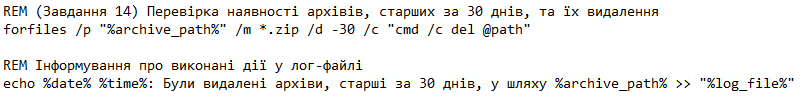 REM (Завдання 14) Перевірка наявності архівів, старших за 30 днів, та їх видалення
forfiles /p "%archive_path%" /m *.zip /d -30 /c "cmd /c del @path"

REM Інформування про виконані дії у лог-файлі
echo %date% %time%: Були видалені архіви, старші за 30 днів, у шляху %archive_path% >> "%log_file%"